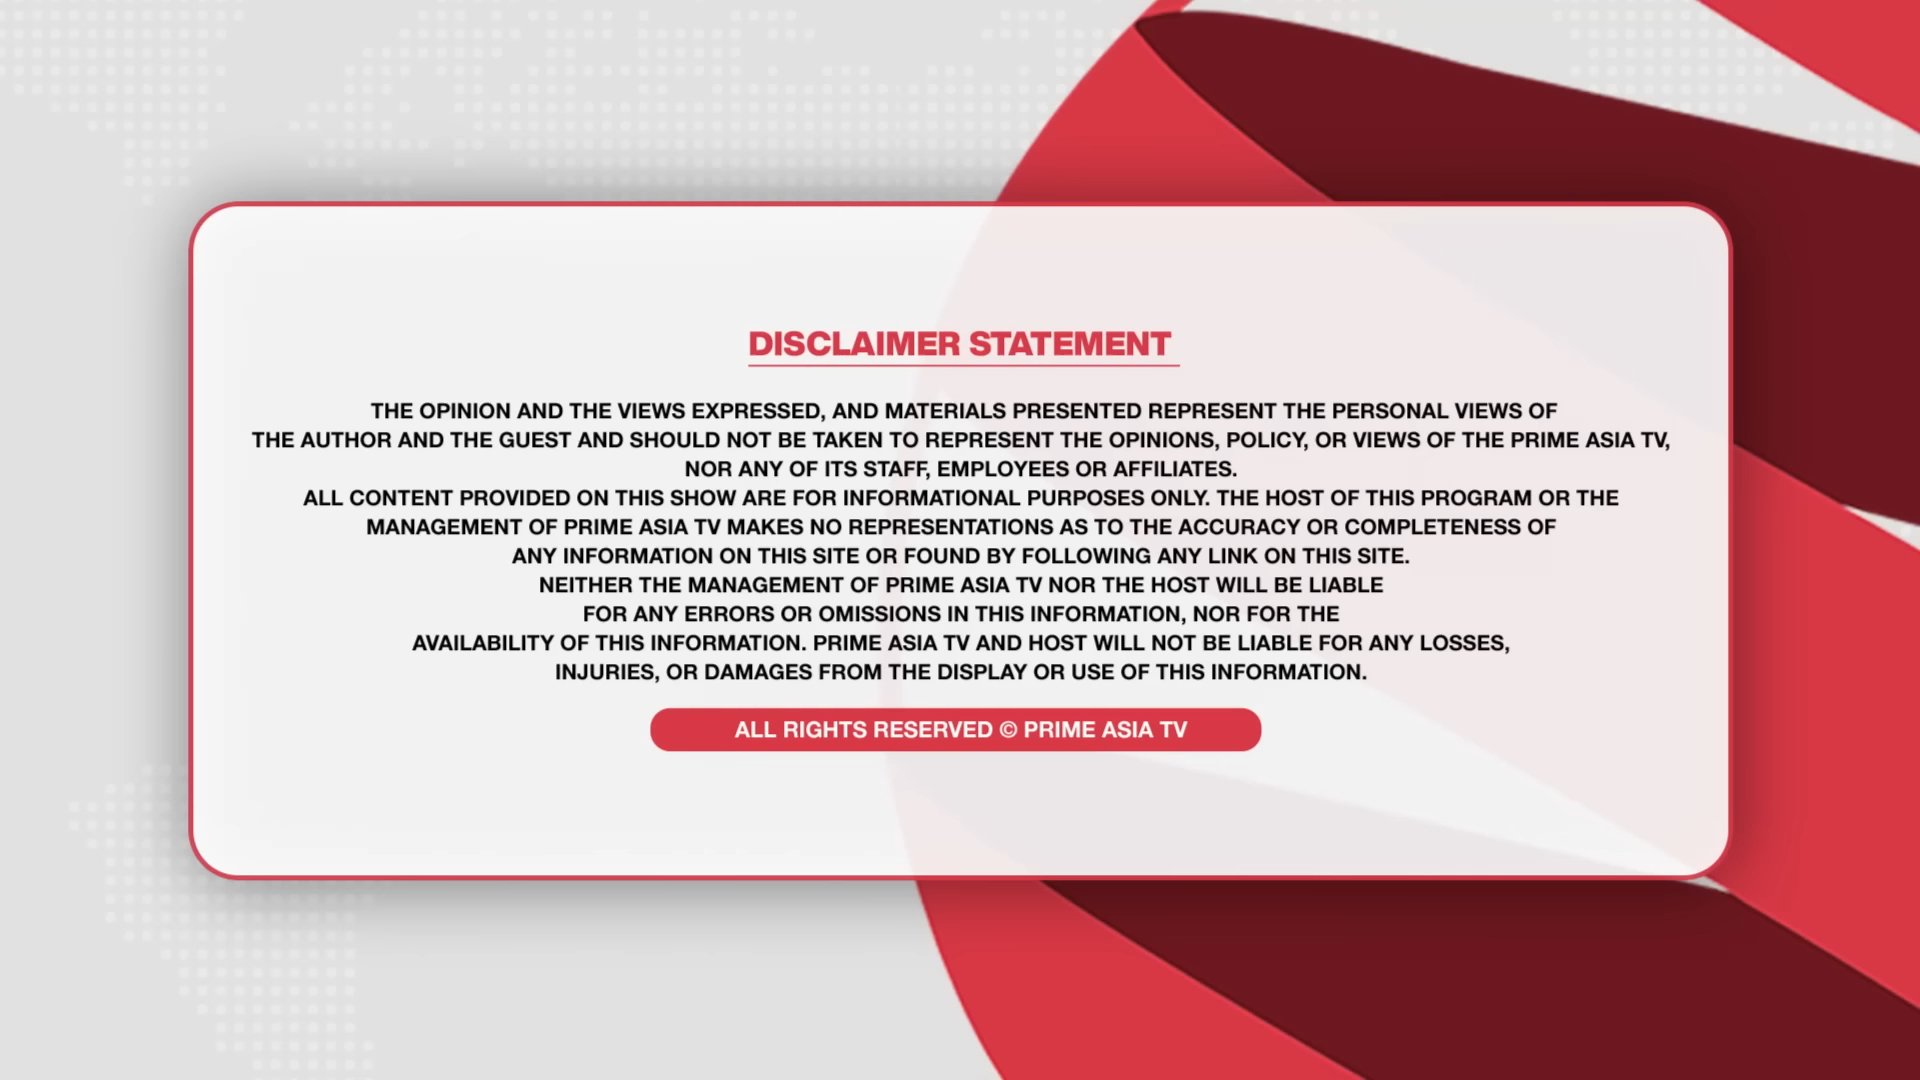 DISCLAIMER STATEMENT
THE OPINION AND THE VIEWS EXPRESSED, AND MATERIALS PRESENTED REPRESENT THE PERSONAL VIEWS OF
THE AUTHOR AND THE GUEST AND SHOULD NOT BE TAKEN TO REPRESENT THE OPINIONS, POLICY, OR VIEWS OF THE PRIME ASIA TV,
NOR ANY OF ITS STAFF, EMPLOYEES OR AFFILIATES.
ALL CONTENT PROVIDED ON THIS SHOW ARE FOR INFORMATIONAL PURPOSES ONLY. THE HOST OF THIS PROGRAM OR THE
MANAGEMENT OF PRIME ASIA TV MAKES NO REPRESENTATIONS AS TO THE ACCURACY OR COMPLETENESS OF
ANY INFORMATION ON THIS SITE OR FOUND BY FOLLOWING ANY LINK ON THIS SITE.
NEITHER THE MANAGEMENT OF PRIME ASIA TV NOR THE HOST WILL BE LIABLE
FOR ANY ERRORS OR OMISSIONS IN THIS INFORMATION, NOR FOR THE
AVAILABILITY OF THIS INFORMATION. PRIME ASIA TV AND HOST WILL NOT BE LIABLE FOR ANY LOSSES,
INJURIES, OR DAMAGES FROM THE DISPLAY OR USE OF THIS INFORMATION.
ALL RIGHTS RESERVED © PRIME ASIA TV